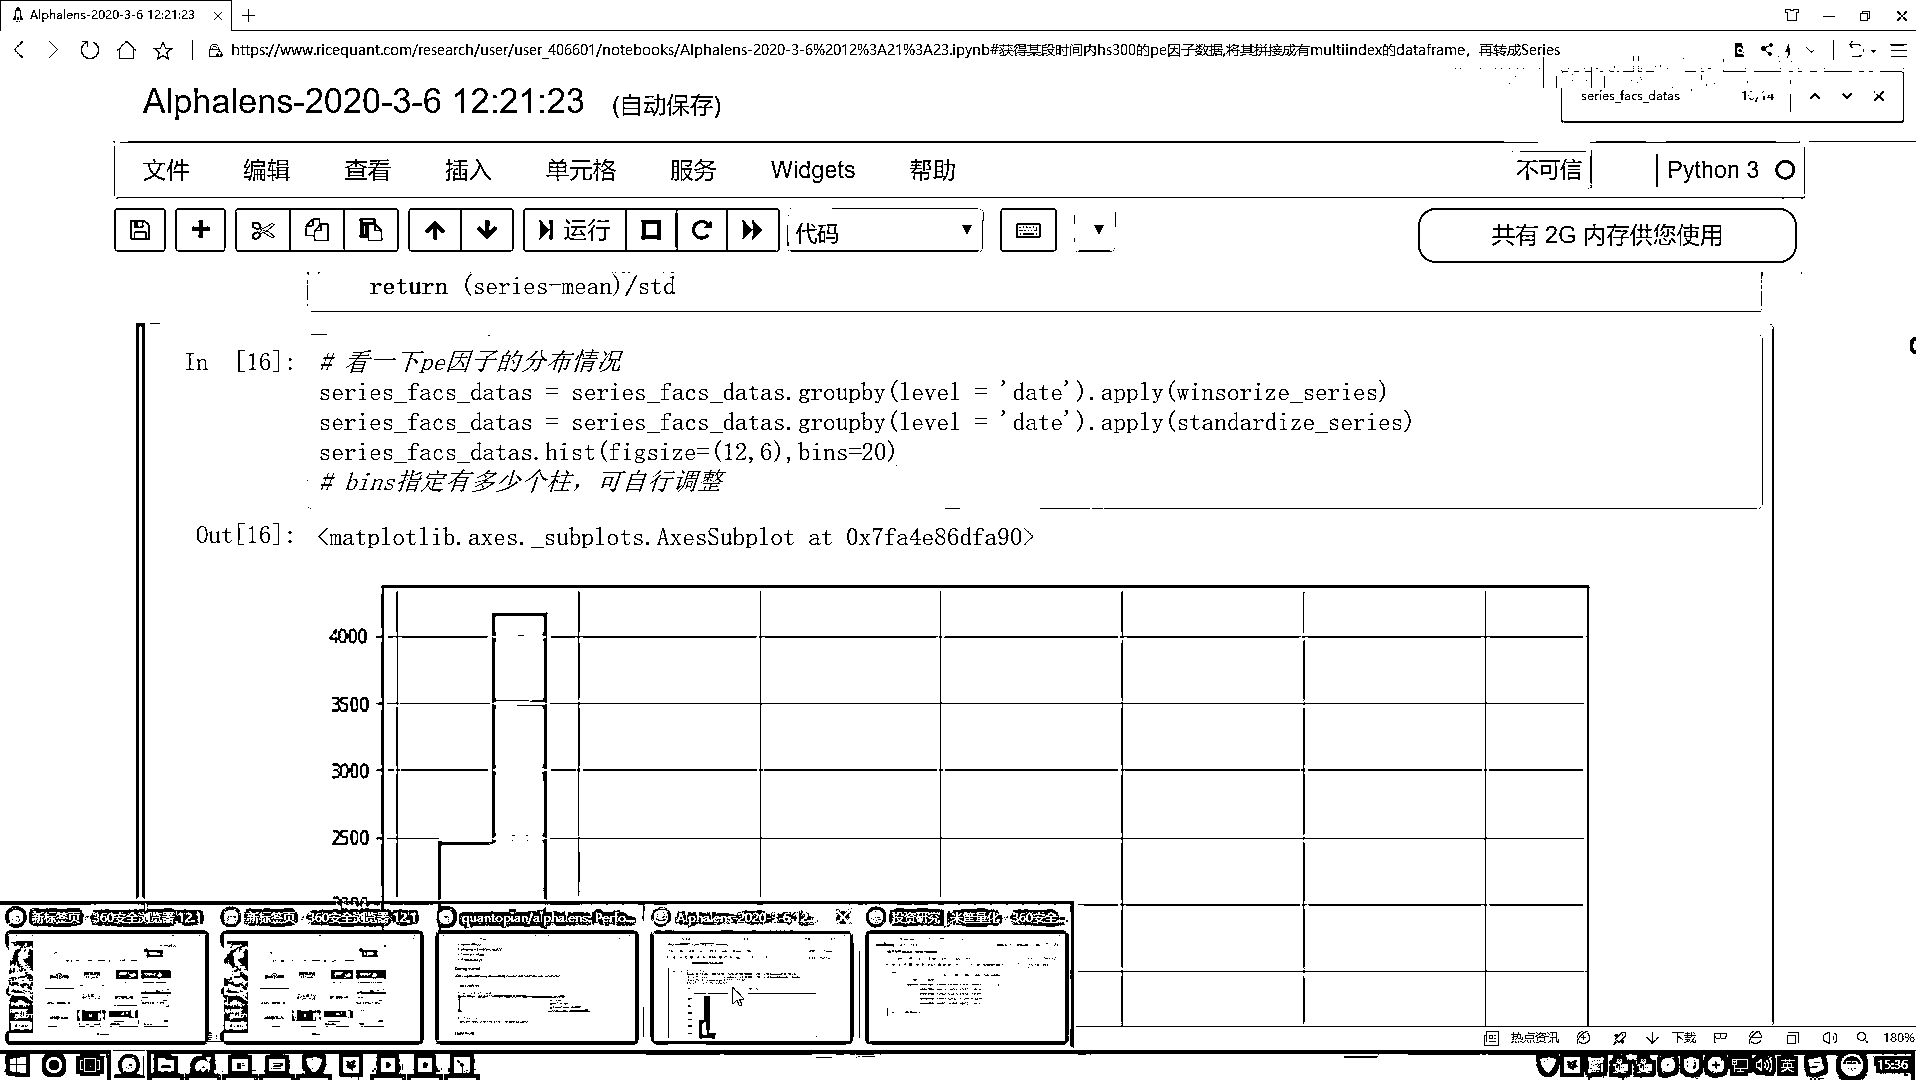 Alphalens-2020-3-6 12:21:23
https://www.ricequant.com/research/user/user_406601/notebooks/Alphalens-2020-3-6%2012%3A21%3A23.ipynb#获得某段时间内hs300的pe因子数据,将其拼接成有multiindex的dataframe，再转成Series
Alphalens-2020-3-6 12:21:23 (自动保存)
series_facs_datas
文件 编辑 查看 插入 单元格 服务 Widgets 帮助 不可信 Python 3
运行 代码 共有 2G 内存供您使用
return (series-mean)/std
In [16]: # 看一下pe因子的分布情况
series_facs_datas = series_facs_datas.groupby(level = 'date').apply(winsorize_series)
series_facs_datas = series_facs_datas.groupby(level = 'date').apply(standardize_series)
series_facs_datas.hist(figsize=(12,6),bins=20)
# bins指定有多少个柱，可自行调整
Out[16]: <matplotlib.axes._subplots.AxesSubplot at 0x7fa4e86dfa90>
4000
3500
3000
2500
新标签页 - 360安全浏览器 12.1
新标签页 - 360安全浏览器 12.1
quantopian/alphalens: Perfo...
Alphalens-2020-3-6 12...
投资研究 | 米筐量化 - 360安全...
热点资讯 下载 180%
英 15:36